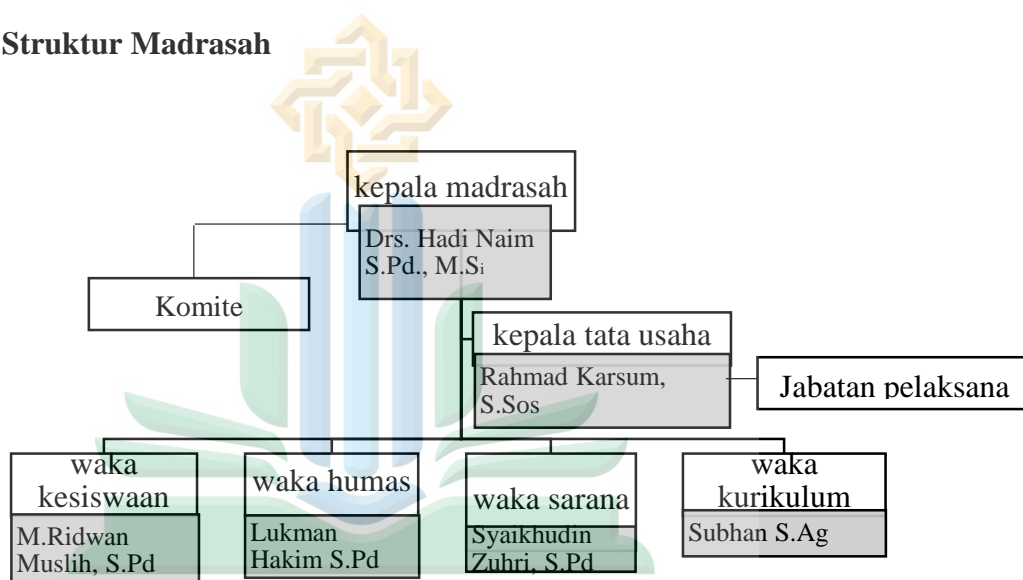 Struktur Madrasah
kepala madrasah
Drs. Hadi Naim
S.Pd., M.Si
Komite
kepala tata usaha
Rahmad Karsum,
S.Sos
Jabatan pelaksana
waka
kesiswaan
M.Ridwan
Muslih, S.Pd
waka humas
Lukman
Hakim S.Pd
waka sarana
Syaikhudin
Zuhri, S.Pd
waka
kurikulum
Subhan S.Ag